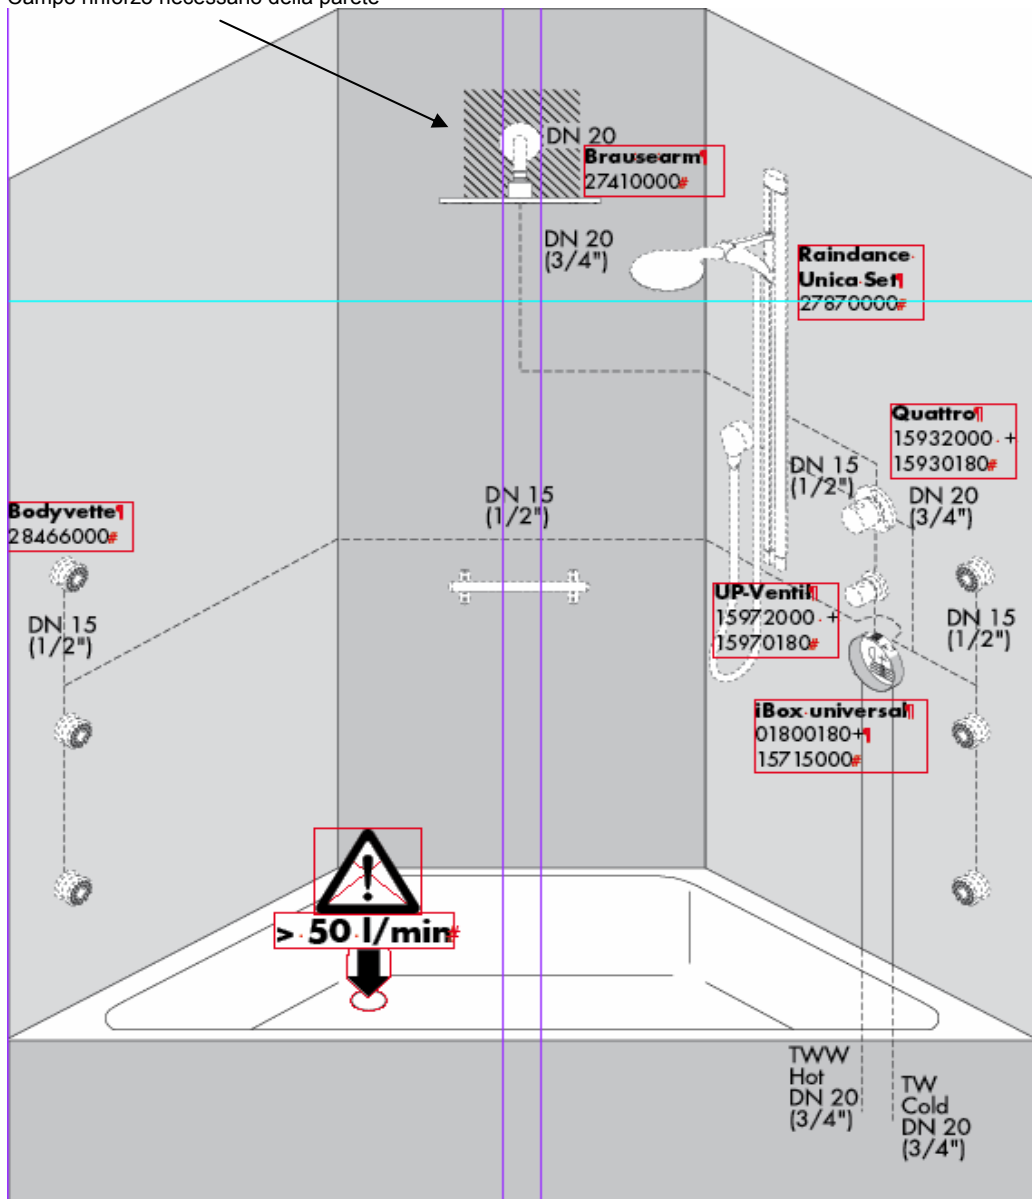 Campo rinforzo necessario della parete
DN 20
Brausearm¶
27410000#
DN 20
(3/4")
Raindance·
Unica·Set¶
27870000#
Quattro¶
15932000·+
15930180#
DN 15
(1/2")
DN 20
(3/4")
DN 15
(1/2")
Bodyvette¶
28466000#
DN 15
(1/2")
UP-Ventil¶
15972000·+
15970180#
DN 15
(1/2")
iBox·universal¶
01800180+¶
15715000#
>·50·l/min#
TWW
Hot
DN 20
(3/4")
TW
Cold
DN 20
(3/4")